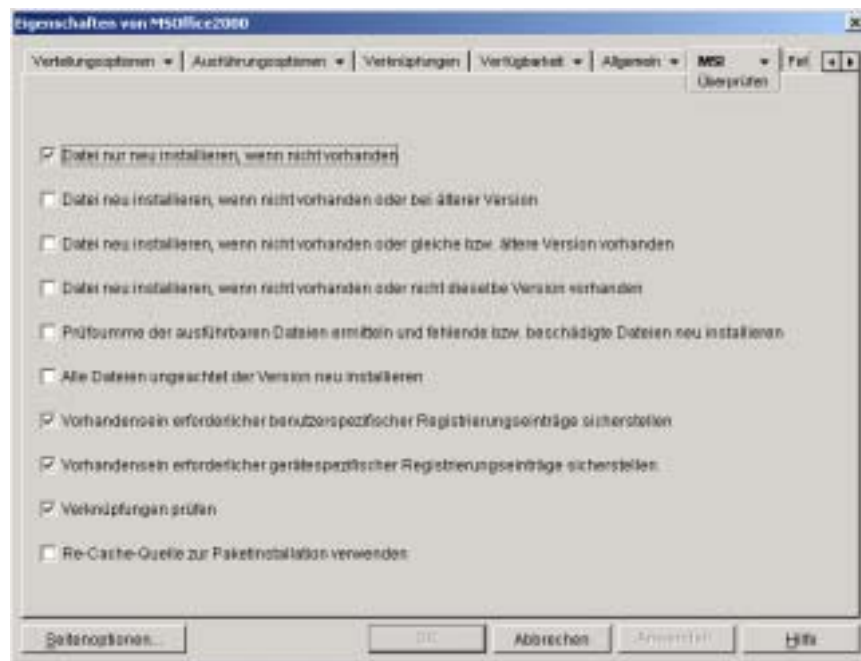 Eigenschaften von MSOffice2000
Verteilungsoptionen Ausführungsoptionen Verknüpfungen Verfügbarkeit Allgemein MSI
Überprüfen
Datei nur neu installieren, wenn nicht vorhanden
Datei neu installieren, wenn nicht vorhanden oder bei älterer Version
Datei neu installieren, wenn nicht vorhanden oder gleiche bzw. ältere Version vorhanden
Datei neu installieren, wenn nicht vorhanden oder nicht dieselbe Version vorhanden
Prüfsumme der ausführbaren Dateien ermitteln und fehlende bzw. beschädigte Dateien neu installieren
Alle Dateien ungeachtet der Version neu installieren
Vorhandensein erforderlicher benutzerspezifischer Registrierungseinträge sicherstellen
Vorhandensein erforderlicher gerätespezifischer Registrierungseinträge sicherstellen
Verknüpfungen prüfen
Re-Cache-Quelle zur Paketinstallation verwenden
Seitenoptionen... OK Abbrechen Anwenden Hilfe